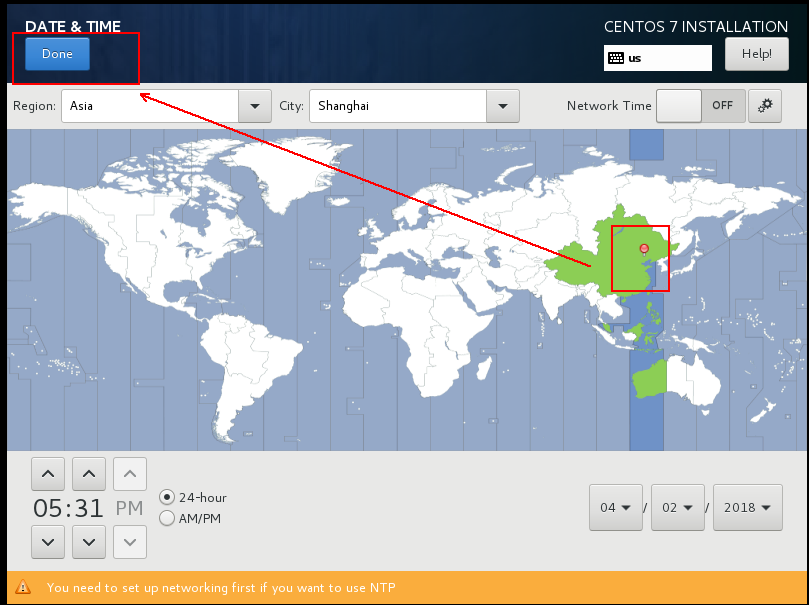 DATE & TIME
CENTOS 7 INSTALLATION
Done
us
Help!
Region: Asia City: Shanghai Network Time OFF
05:31 PM
24-hour
AM/PM
04 / 02 / 2018
You need to set up networking first if you want to use NTP